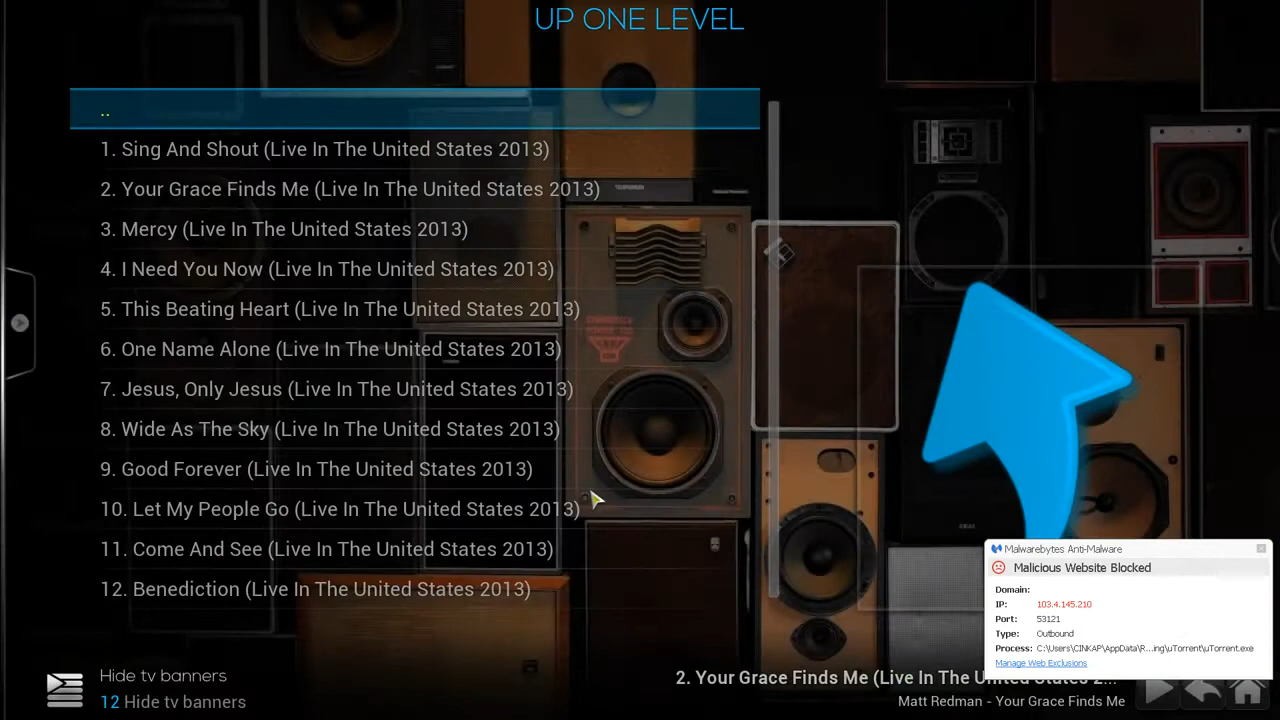 UP ONE LEVEL
..
1. Sing And Shout (Live In The United States 2013)
2. Your Grace Finds Me (Live In The United States 2013)
3. Mercy (Live In The United States 2013)
4. I Need You Now (Live In The United States 2013)
5. This Beating Heart (Live In The United States 2013)
6. One Name Alone (Live In The United States 2013)
7. Jesus, Only Jesus (Live In The United States 2013)
8. Wide As The Sky (Live In The United States 2013)
9. Good Forever (Live In The United States 2013)
10. Let My People Go (Live In The United States 2013)
11. Come And See (Live In The United States 2013)
12. Benediction (Live In The United States 2013)
Malwarebytes Anti-Malware
Malicious Website Blocked
Domain:
IP: 103.4.145.210
Port: 53121
Type: Outbound
Process: C:\Users\CINKAP\AppData\R...ing\uTorrent\uTorrent.exe
Manage Web Exclusions
Hide tv banners
12 Hide tv banners
2. Your Grace Finds Me (Live In The United States 2...
Matt Redman - Your Grace Finds Me